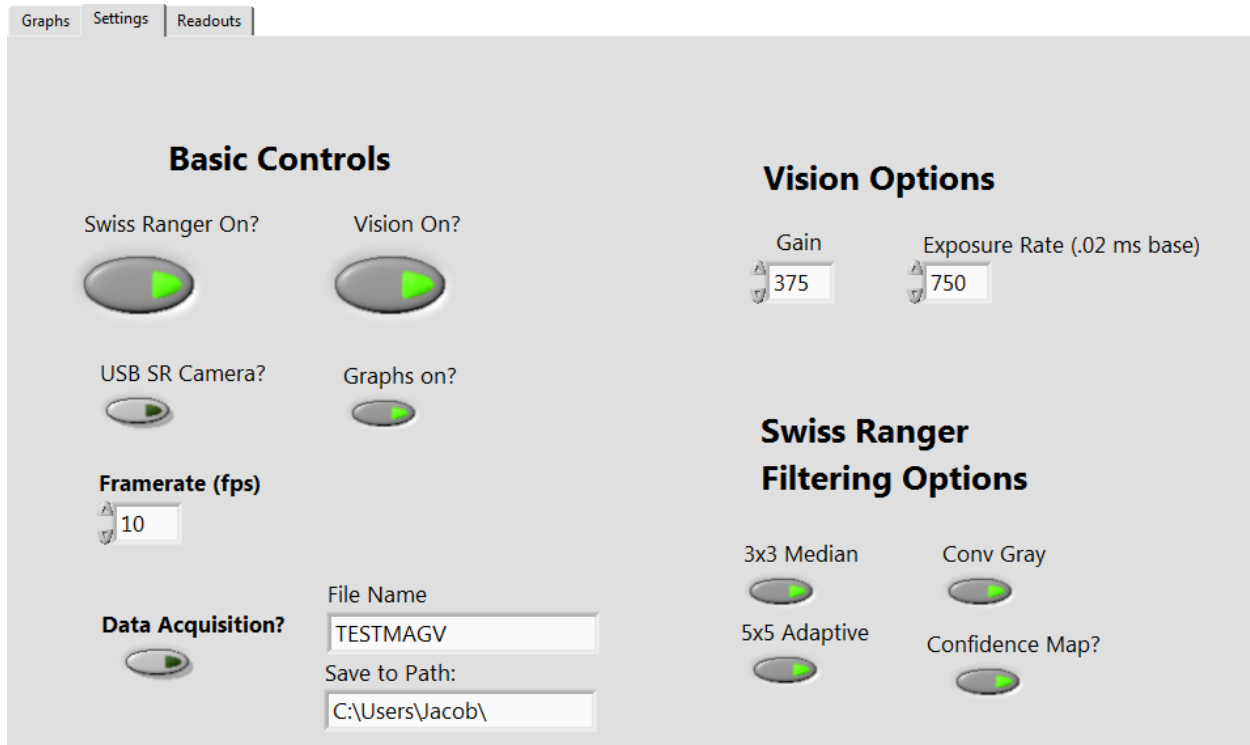 Graphs Settings Readouts
Basic Controls
Swiss Ranger On? Vision On?
USB SR Camera? Graphs on?
Framerate (fps)
10
Data Acquisition?
File Name
TESTMAGV
Save to Path:
C:\Users\Jacob\
Vision Options
Gain Exposure Rate (.02 ms base)
375 750
Swiss Ranger
Filtering Options
3x3 Median Conv Gray
5x5 Adaptive Confidence Map?